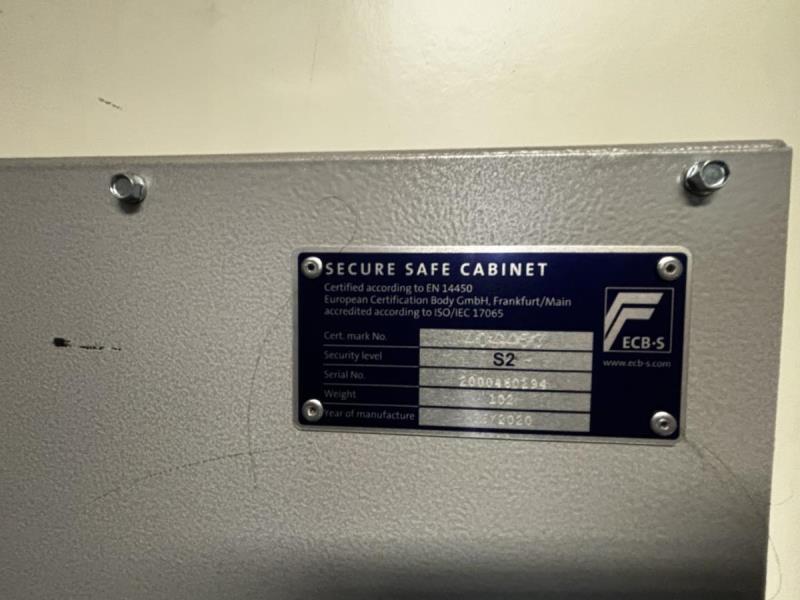 SECURE SAFE CABINET
Certified according to EN 14450
European Certification Body GmbH, Frankfurt/Main
accredited according to ISO/IEC 17065
ECB·S
www.ecb-s.com
Cert. mark No.
Security level S2
Serial No.
Weight 102
Year of manufacture